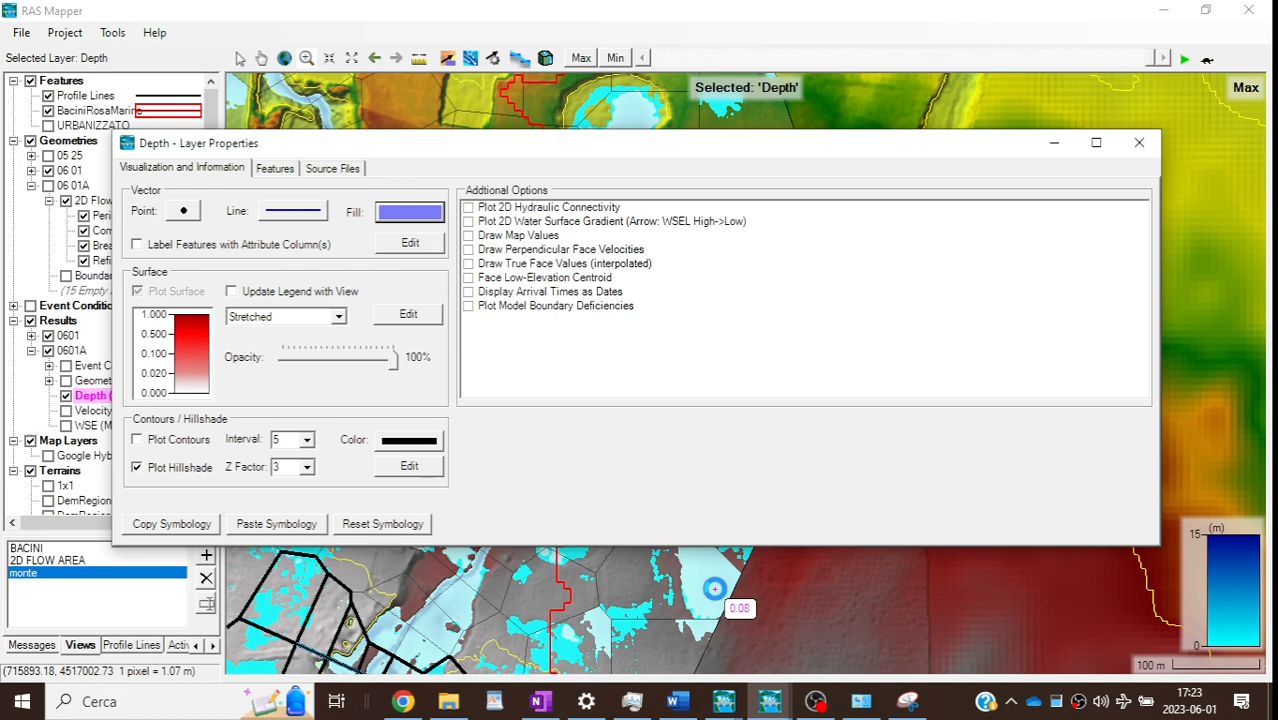 RAS Mapper
File Project Tools Help
Selected Layer: Depth
Max Min
Features
Profile Lines
BaciniRosaMarine
URBANIZZATO
Geometries
05 25
06 01
06 01A
2D Flow
Peri
Com
Brea
Refi
Boundar
(15 Empty
Event Conditio
Results
0601
0601A
Event C
Geomet
Depth (
Velocity
WSE (M
Map Layers
Google Hyb
Terrains
1x1
DemRegion
BACINI
2D FLOW AREA
monte
Messages Views Profile Lines Activ
(715893.18, 4517002.73 1 pixel = 1.07 m)
Selected: 'Depth'
Max
Depth - Layer Properties
Visualization and Information Features Source Files
Vector
Point: Line: Fill:
Label Features with Attribute Column(s) Edit
Surface
Plot Surface Update Legend with View
1.000
0.500
0.100
0.020
0.000
Stretched Edit
Opacity: 100%
Contours / Hillshade
Plot Contours Interval: 5 Color:
Plot Hillshade Z Factor: 3 Edit
Copy Symbology Paste Symbology Reset Symbology
Addtional Options
Plot 2D Hydraulic Connectivity
Plot 2D Water Surface Gradient (Arrow: WSEL High->Low)
Draw Map Values
Draw Perpendicular Face Velocities
Draw True Face Values (interpolated)
Face Low-Elevation Centroid
Display Arrival Times as Dates
Plot Model Boundary Deficiencies
0.08
(m)
15
0
100 m
Cerca
17:23
2023-06-01